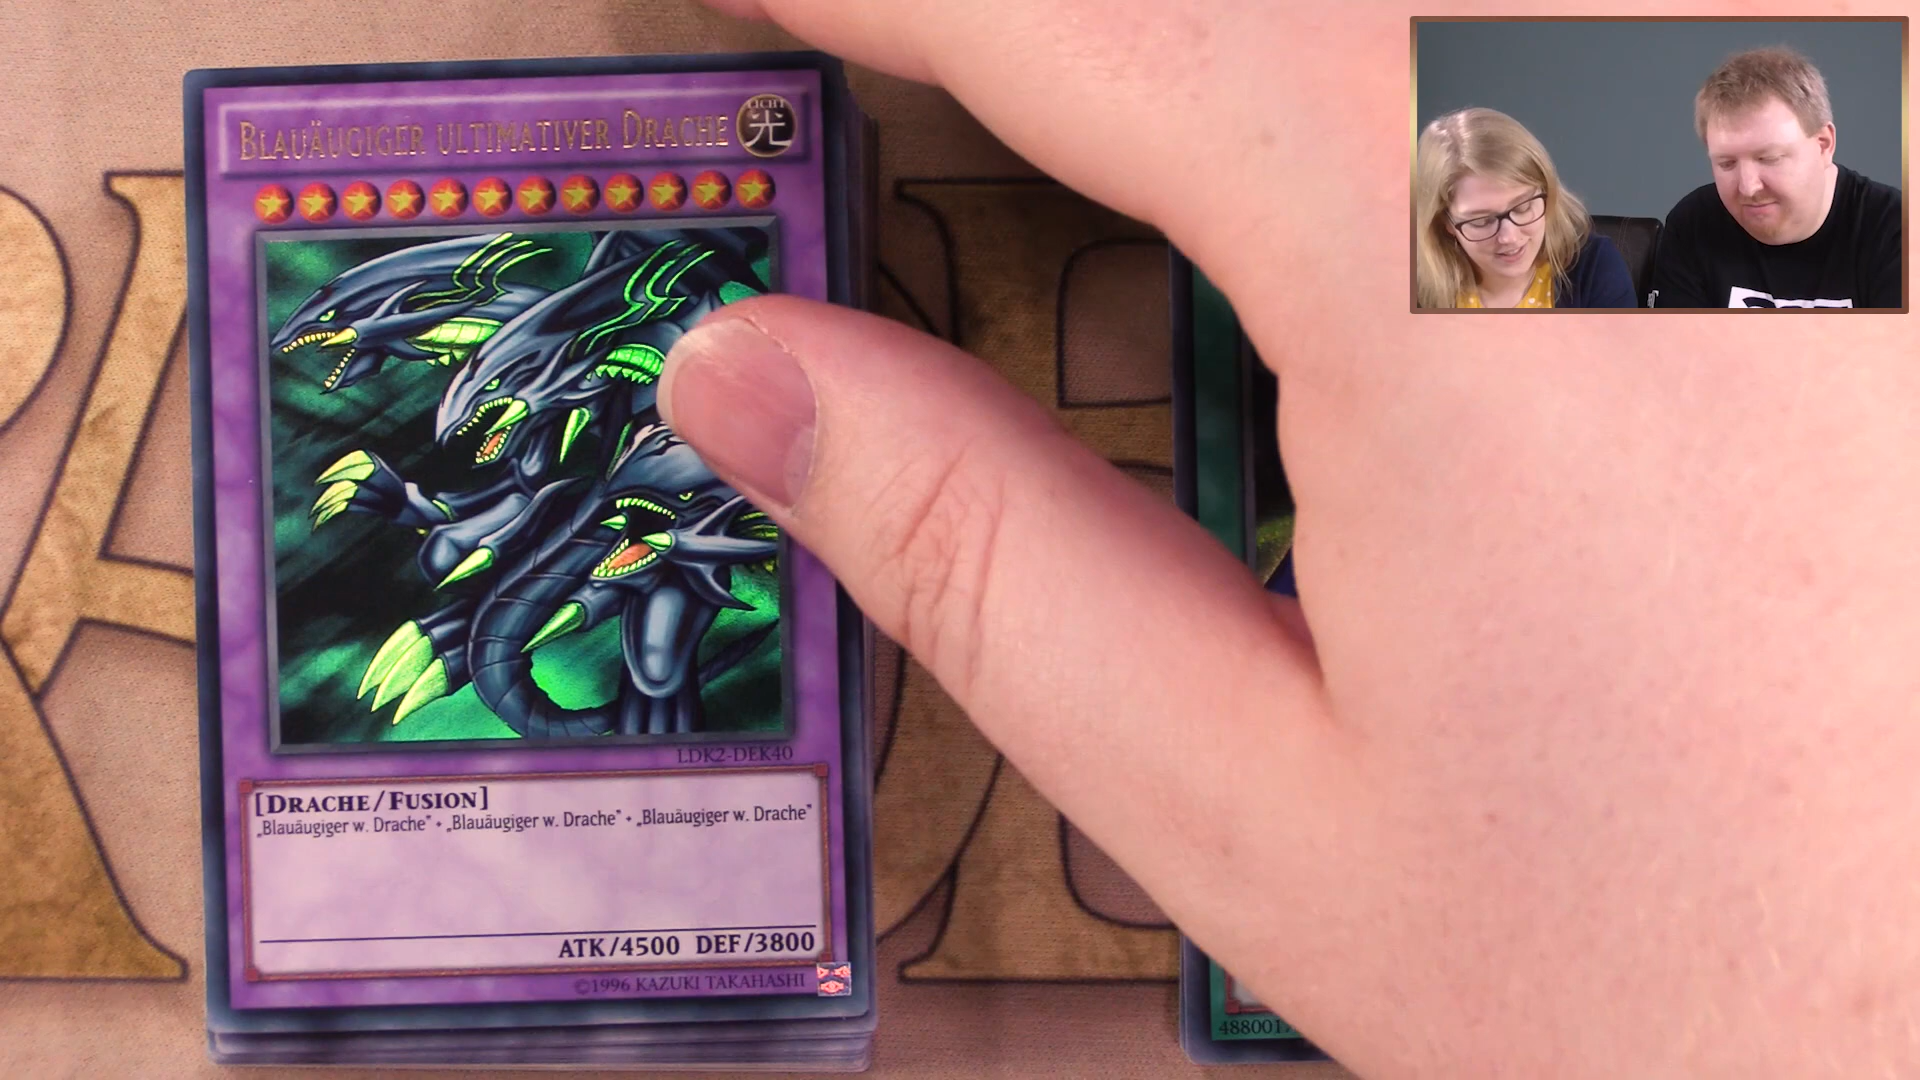 BLAUÄUGIGER ULTIMATIVER DRACHE
LICHT
光
LDK2-DEK40
[DRACHE/FUSION]
„Blauäugiger w. Drache“ + „Blauäugiger w. Drache“ + „Blauäugiger w. Drache“
ATK/4500 DEF/3800
©1996 KAZUKI TAKAHASHI